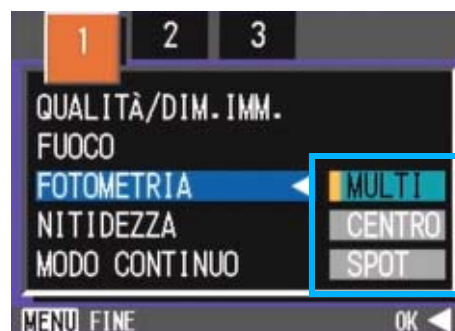 1 2 3
QUALITÀ/DIM.IMM.
FUOCO
FOTOMETRIA MULTI
NITIDEZZA CENTRO
MODO CONTINUO SPOT
MENU FINE OK